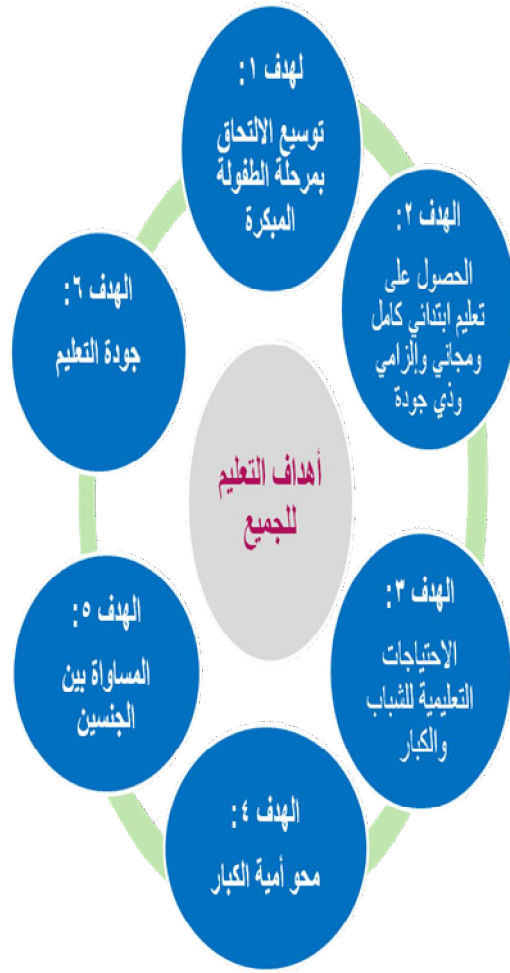 لهدف ١:
توسيع الالتحاق
بمرحلة الطفولة
المبكرة
الهدف ٢:
الحصول على
تعليم ابتدائي كامل
ومجاني وإلزامي
وذي جودة
الهدف ٣:
الاحتياجات
التعليمية للشباب
والكبار
الهدف ٤:
محو أمية الكبار
الهدف ٥:
المساواة بين
الجنسين
الهدف ٦:
جودة التعليم
أهداف التعليم
للجميع